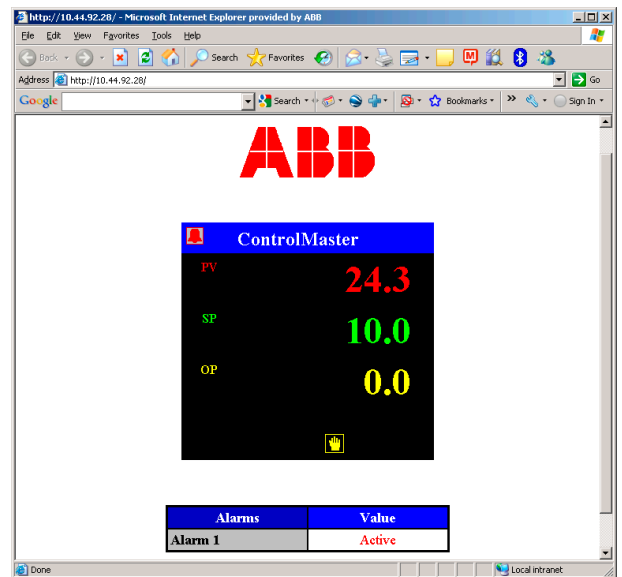 http://10.44.92.28/ - Microsoft Internet Explorer provided by ABB
File Edit View Favorites Tools Help
Back Search Favorites
Address http://10.44.92.28/ Go
Google Search Bookmarks Sign In
ABB
ControlMaster
PV 24.3
SP 10.0
OP 0.0
Alarms Value
Alarm 1 Active
Done Local intranet